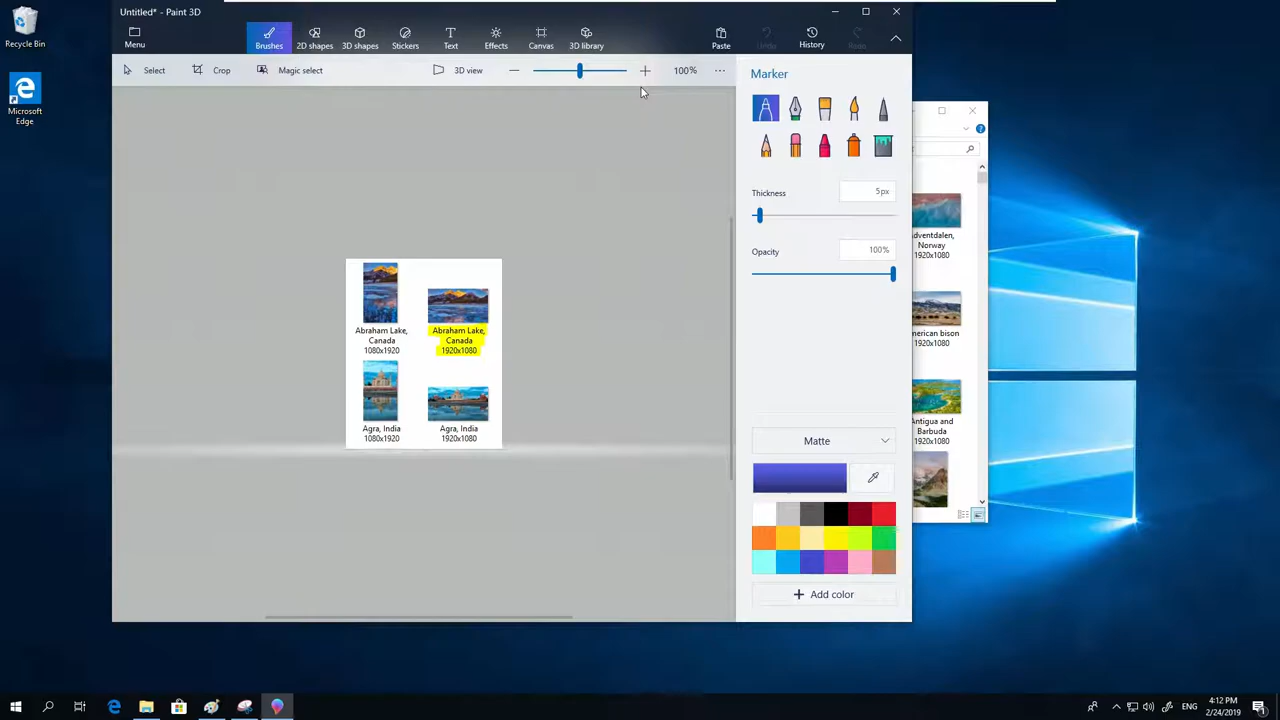 Recycle Bin
Microsoft
Edge
Untitled* - Paint 3D
Menu
Brushes
2D shapes
3D shapes
Stickers
Text
Effects
Canvas
3D library
Paste
Undo
History
Redo
Select
Crop
Magic select
3D view
100%
Marker
Thickness
5px
Opacity
100%
Matte
Add color
Abraham Lake,
Canada
1080x1920
Abraham Lake,
Canada
1920x1080
Agra, India
1080x1920
Agra, India
1920x1080
dventdalen,
Norway
1920x1080
merican bison
1920x1080
Antigua and
Barbuda
1920x1080
ENG
4:12 PM
2/24/2019